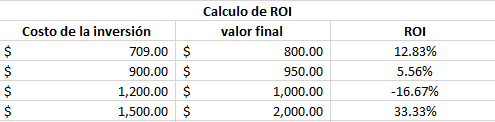 Calculo de ROI
Costo de la inversión valor final ROI
$ 709.00 $ 800.00 12.83%
$ 900.00 $ 950.00 5.56%
$ 1,200.00 $ 1,000.00 -16.67%
$ 1,500.00 $ 2,000.00 33.33%